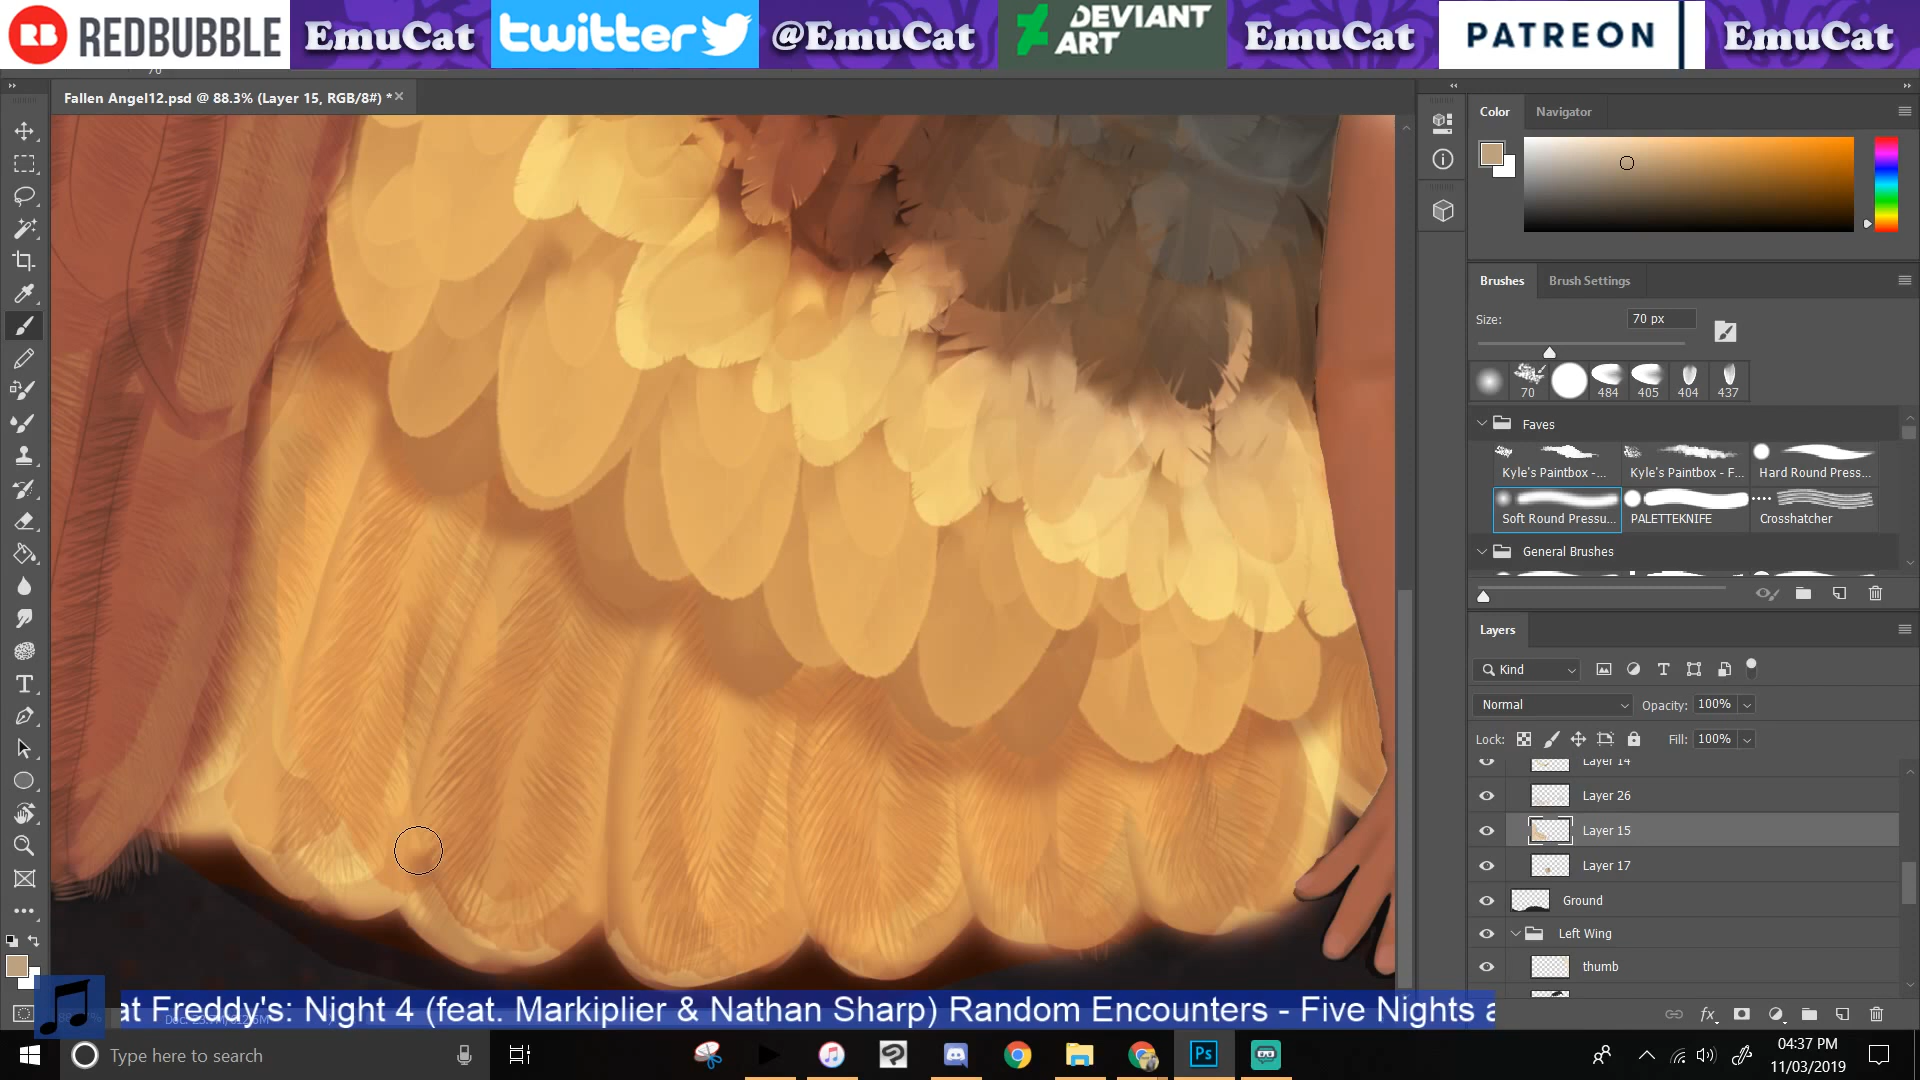 RB REDBUBBLE EmuCat twitter @EmuCat DEVIANT ART EmuCat PATREON EmuCat
Fallen Angel12.psd @ 88.3% (Layer 15, RGB/8#) *
Color Navigator
Brushes Brush Settings
Size: 70 px
70 484 405 404 437
Faves
Kyle's Paintbox -... Kyle's Paintbox - F... Hard Round Press...
Soft Round Pressu... PALETTEKNIFE Crosshatcher
General Brushes
Layers
Kind
Normal Opacity: 100%
Lock: Fill: 100%
Layer 14
Layer 26
Layer 15
Layer 17
Ground
Left Wing
thumb
at Freddy's: Night 4 (feat. Markiplier & Nathan Sharp) Random Encounters - Five Nights a
fx
Type here to search
Ps
04:37 PM
11/03/2019